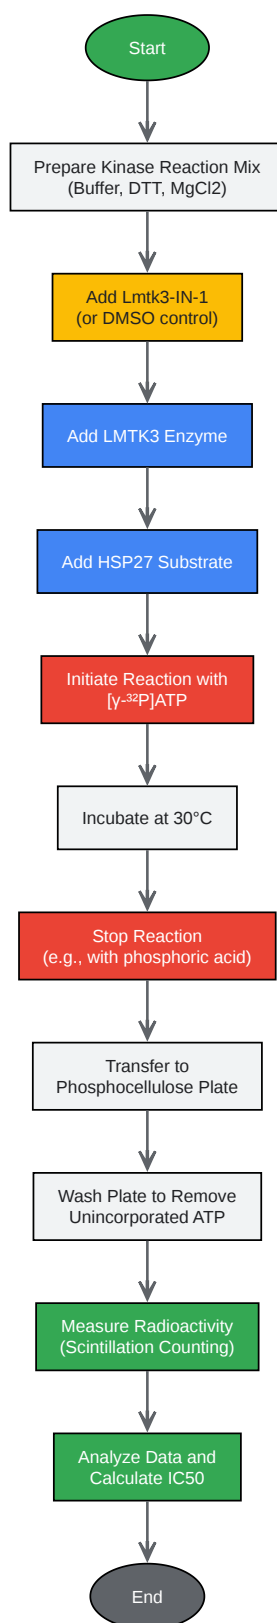 Start
Prepare Kinase Reaction Mix
(Buffer, DTT, MgCl2)
Add Lmtk3-IN-1
(or DMSO control)
Add LMTK3 Enzyme
Add HSP27 Substrate
Initiate Reaction with
[γ-³²P]ATP
Incubate at 30°C
Stop Reaction
(e.g., with phosphoric acid)
Transfer to
Phosphocellulose Plate
Wash Plate to Remove
Unincorporated ATP
Measure Radioactivity
(Scintillation Counting)
Analyze Data and
Calculate IC50
End